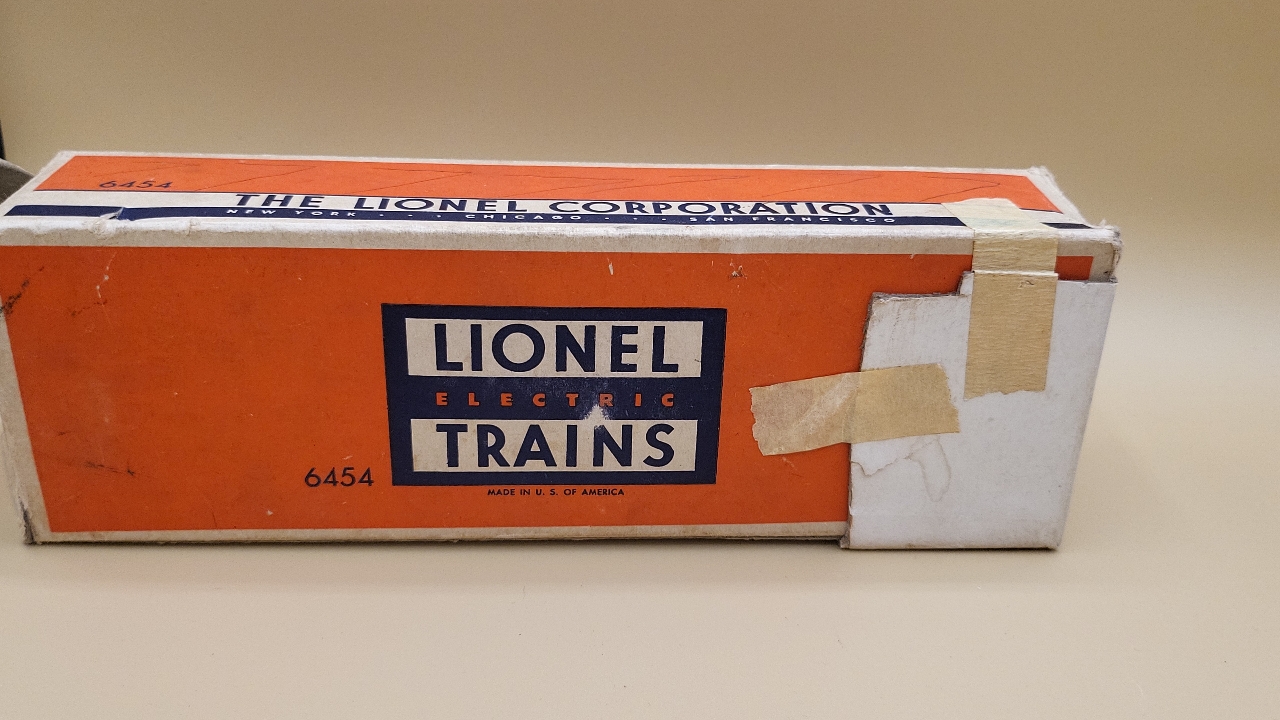 6454
THE LIONEL CORPORATION
NEW YORK · · · CHICAGO · · · SAN FRANCISCO
LIONEL
ELECTRIC
TRAINS
6454
MADE IN U. S. OF AMERICA